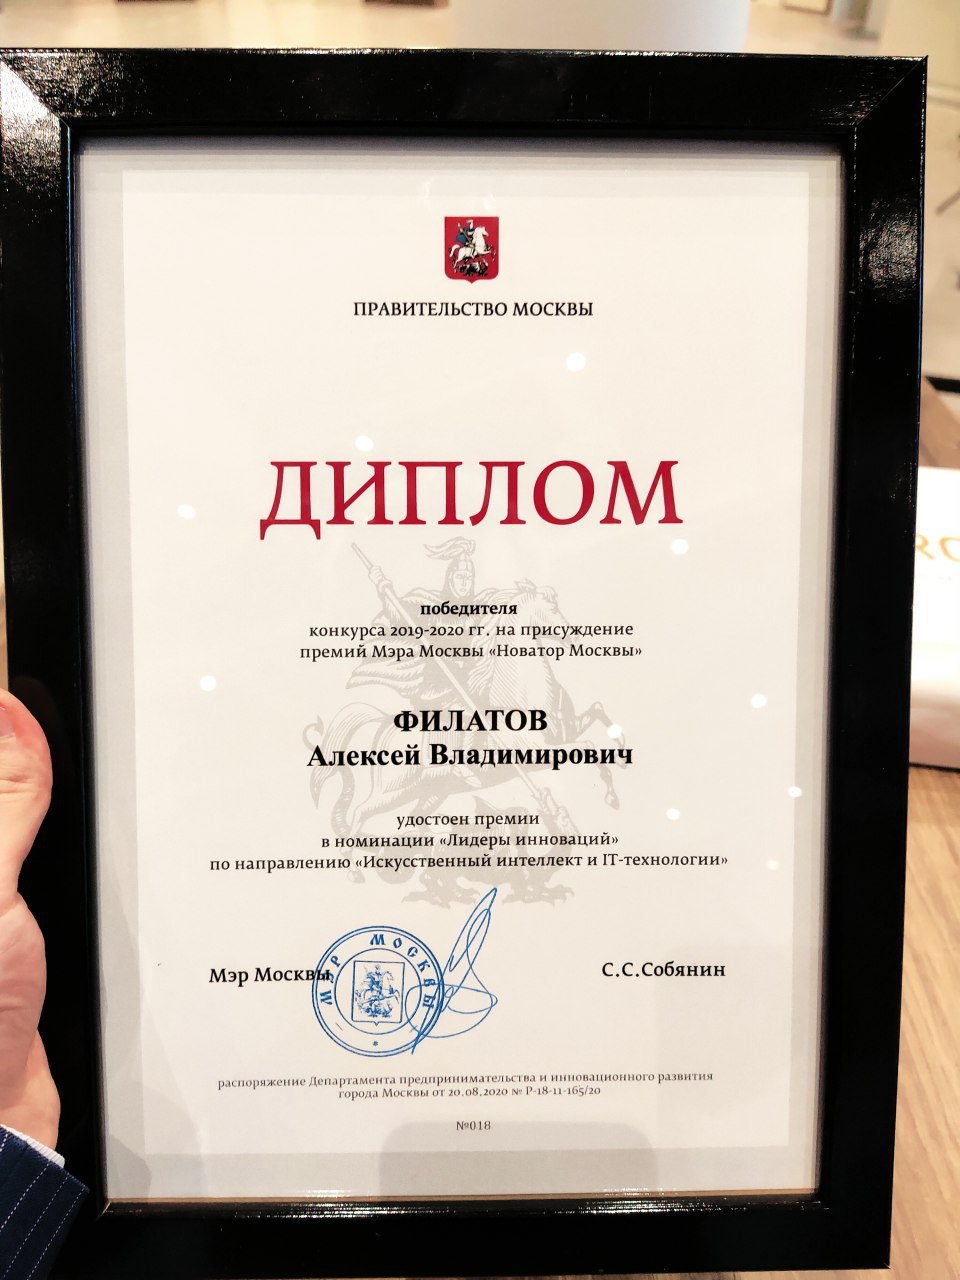 ПРАВИТЕЛЬСТВО МОСКВЫ
ДИПЛОМ
победителя
конкурса 2019-2020 гг. на присуждение
премий Мэра Москвы «Новатор Москвы»
ФИЛАТОВ
Алексей Владимирович
удостоен премии
в номинации «Лидеры инноваций»
по направлению «Искусственный интеллект и IT-технологии»
Мэр Москвы
МЭР МОСКВЫ
С.С.Собянин
распоряжение Департамента предпринимательства и инновационного развития
города Москвы от 20.08.2020 № Р-18-11-165/20
№018